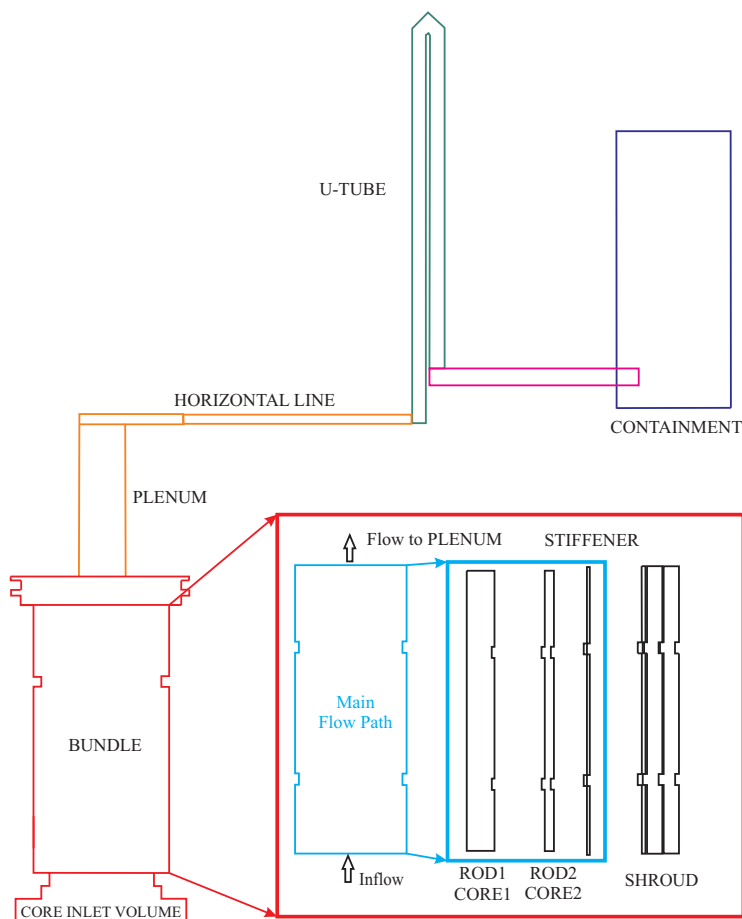 U-TUBE
HORIZONTAL LINE
CONTAINMENT
PLENUM
Flow to PLENUM
STIFFENER
Main
Flow Path
BUNDLE
Inflow
ROD1
CORE1
ROD2
CORE2
SHROUD
CORE INLET VOLUME